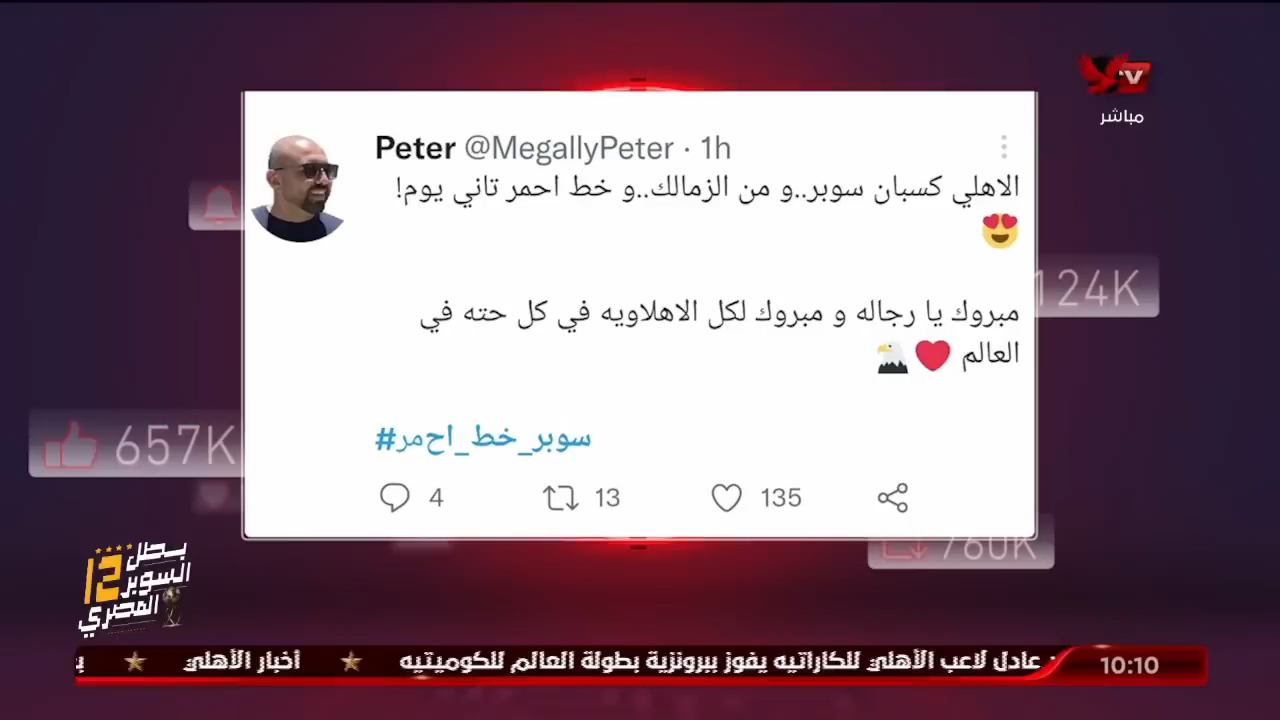 TV
مباشر
Peter @MegallyPeter · 1h
الاهلي كسبان سوبر..و من الزمالك..و خط احمر تاني يوم!
😍
مبروك يا رجاله و مبروك لكل الاهلاويه في كل حته في
العالم ❤️🦅
#سوبر_خط_احمر
4 13 135
124K
657K
760K
بطل
السوبر 12
المصري
عادل لاعب الأهلي للكاراتيه يفوز ببرونزية بطولة العالم للكوميتيه ★ أخبار الأهلي ★
10:10